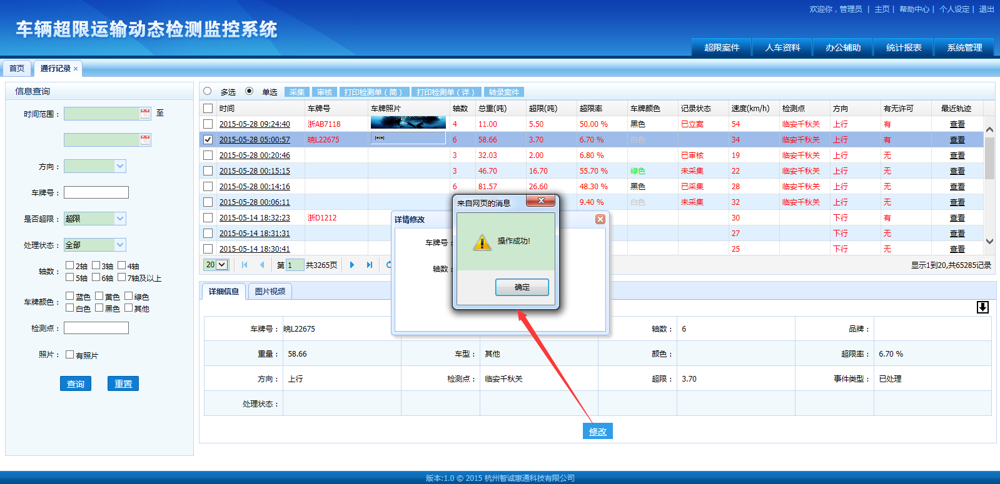 欢迎你，管理员 | 主页 | 帮助中心 | 个人设定 | 退出
车辆超限运输动态检测监控系统
超限案件 人车资料 办公辅助 统计报表 系统管理
首页 通行记录 ×
信息查询
时间范围： 至
方向：
车牌号：
是否超限： 超限
处理状态： 全部
轴数： 2轴 3轴 4轴
5轴 6轴 7轴及以上
车牌颜色： 蓝色 黄色 绿色
白色 黑色 其他
检测点：
照片： 有照片
查询 重置
多选 单选 采集 审核 打印检测单（简） 打印检测单（详） 转录案件
时间 车牌号 车牌照片 轴数 总重(吨) 超限(吨) 超限率 车牌颜色 记录状态 速度(km/h) 检测点 方向 有无许可 最近轨迹
2015-05-28 09:24:40 浙AB7118 4 11.00 5.50 50.00 % 黑色 已立案 54 临安千秋关 上行 有 查看
2015-05-28 05:00:57 皖L22675 6 58.66 3.70 6.70 % 白色 34 临安千秋关 上行 有 查看
2015-05-28 00:20:46 3 32.03 2.00 6.80 % 已审核 19 临安千秋关 上行 无 查看
2015-05-28 00:15:15 3 46.70 16.70 55.70 % 绿色 未采集 22 临安千秋关 上行 无 查看
2015-05-28 00:14:16 6 81.57 26.60 48.30 % 黑色 已采集 28 临安千秋关 上行 无 查看
2015-05-28 00:06:11 9.40 % 白色 未采集 32 临安千秋关 上行 无 查看
2015-05-14 18:32:23 浙D1212 30 下行 有 查看
2015-05-14 18:31:31 27 下行 无 查看
2015-05-14 18:30:41 25 下行 无 查看
20 第 1 共3265页 显示1到20,共65285记录
详情修改
车牌号：
轴数：
来自网页的消息
操作成功!
确定
详细信息 图片视频
车牌号： 皖L22675 轴数： 6 品牌：
重量： 58.66 车型： 其他 颜色： 超限率： 6.70 %
方向： 上行 检测点： 临安千秋关 超限： 3.70 事件类型： 已处理
处理状态：
修改
版本:1.0 © 2015 杭州智诚惠通科技有限公司